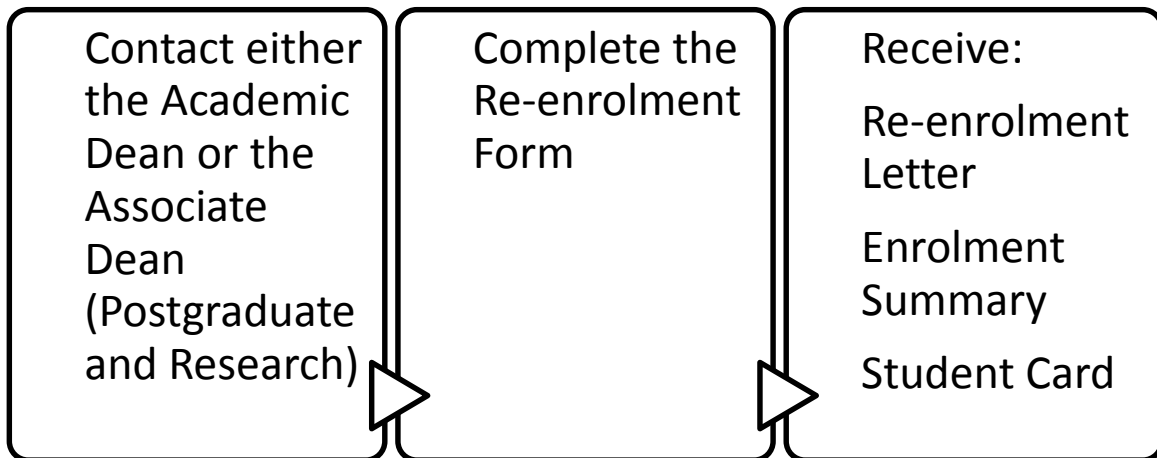 Contact either
the Academic
Dean or the
Associate
Dean
(Postgraduate
and Research)
Complete the
Re-enrolment
Form
Receive:
Re-enrolment
Letter
Enrolment
Summary
Student Card